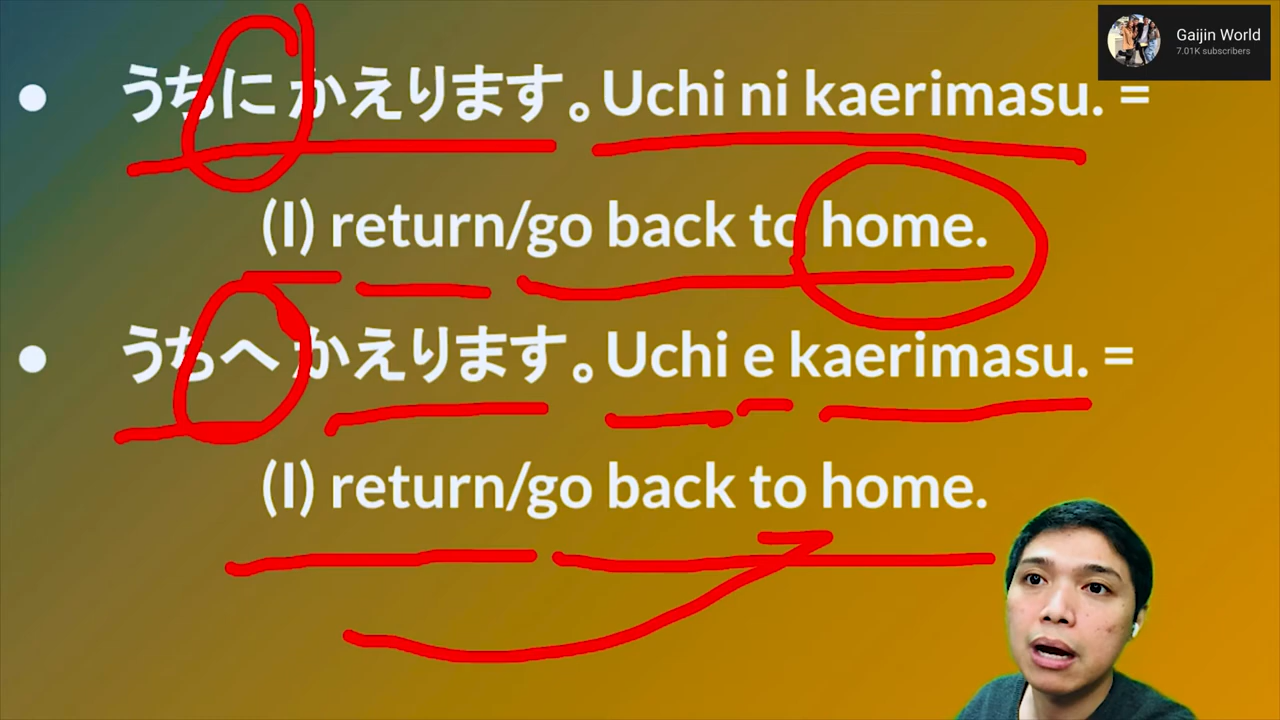 Gaijin World
7.01K subscribers
• うちに かえります。Uchi ni kaerimasu. =
(I) return/go back to home.
• うちへ かえります。Uchi e kaerimasu. =
(I) return/go back to home.